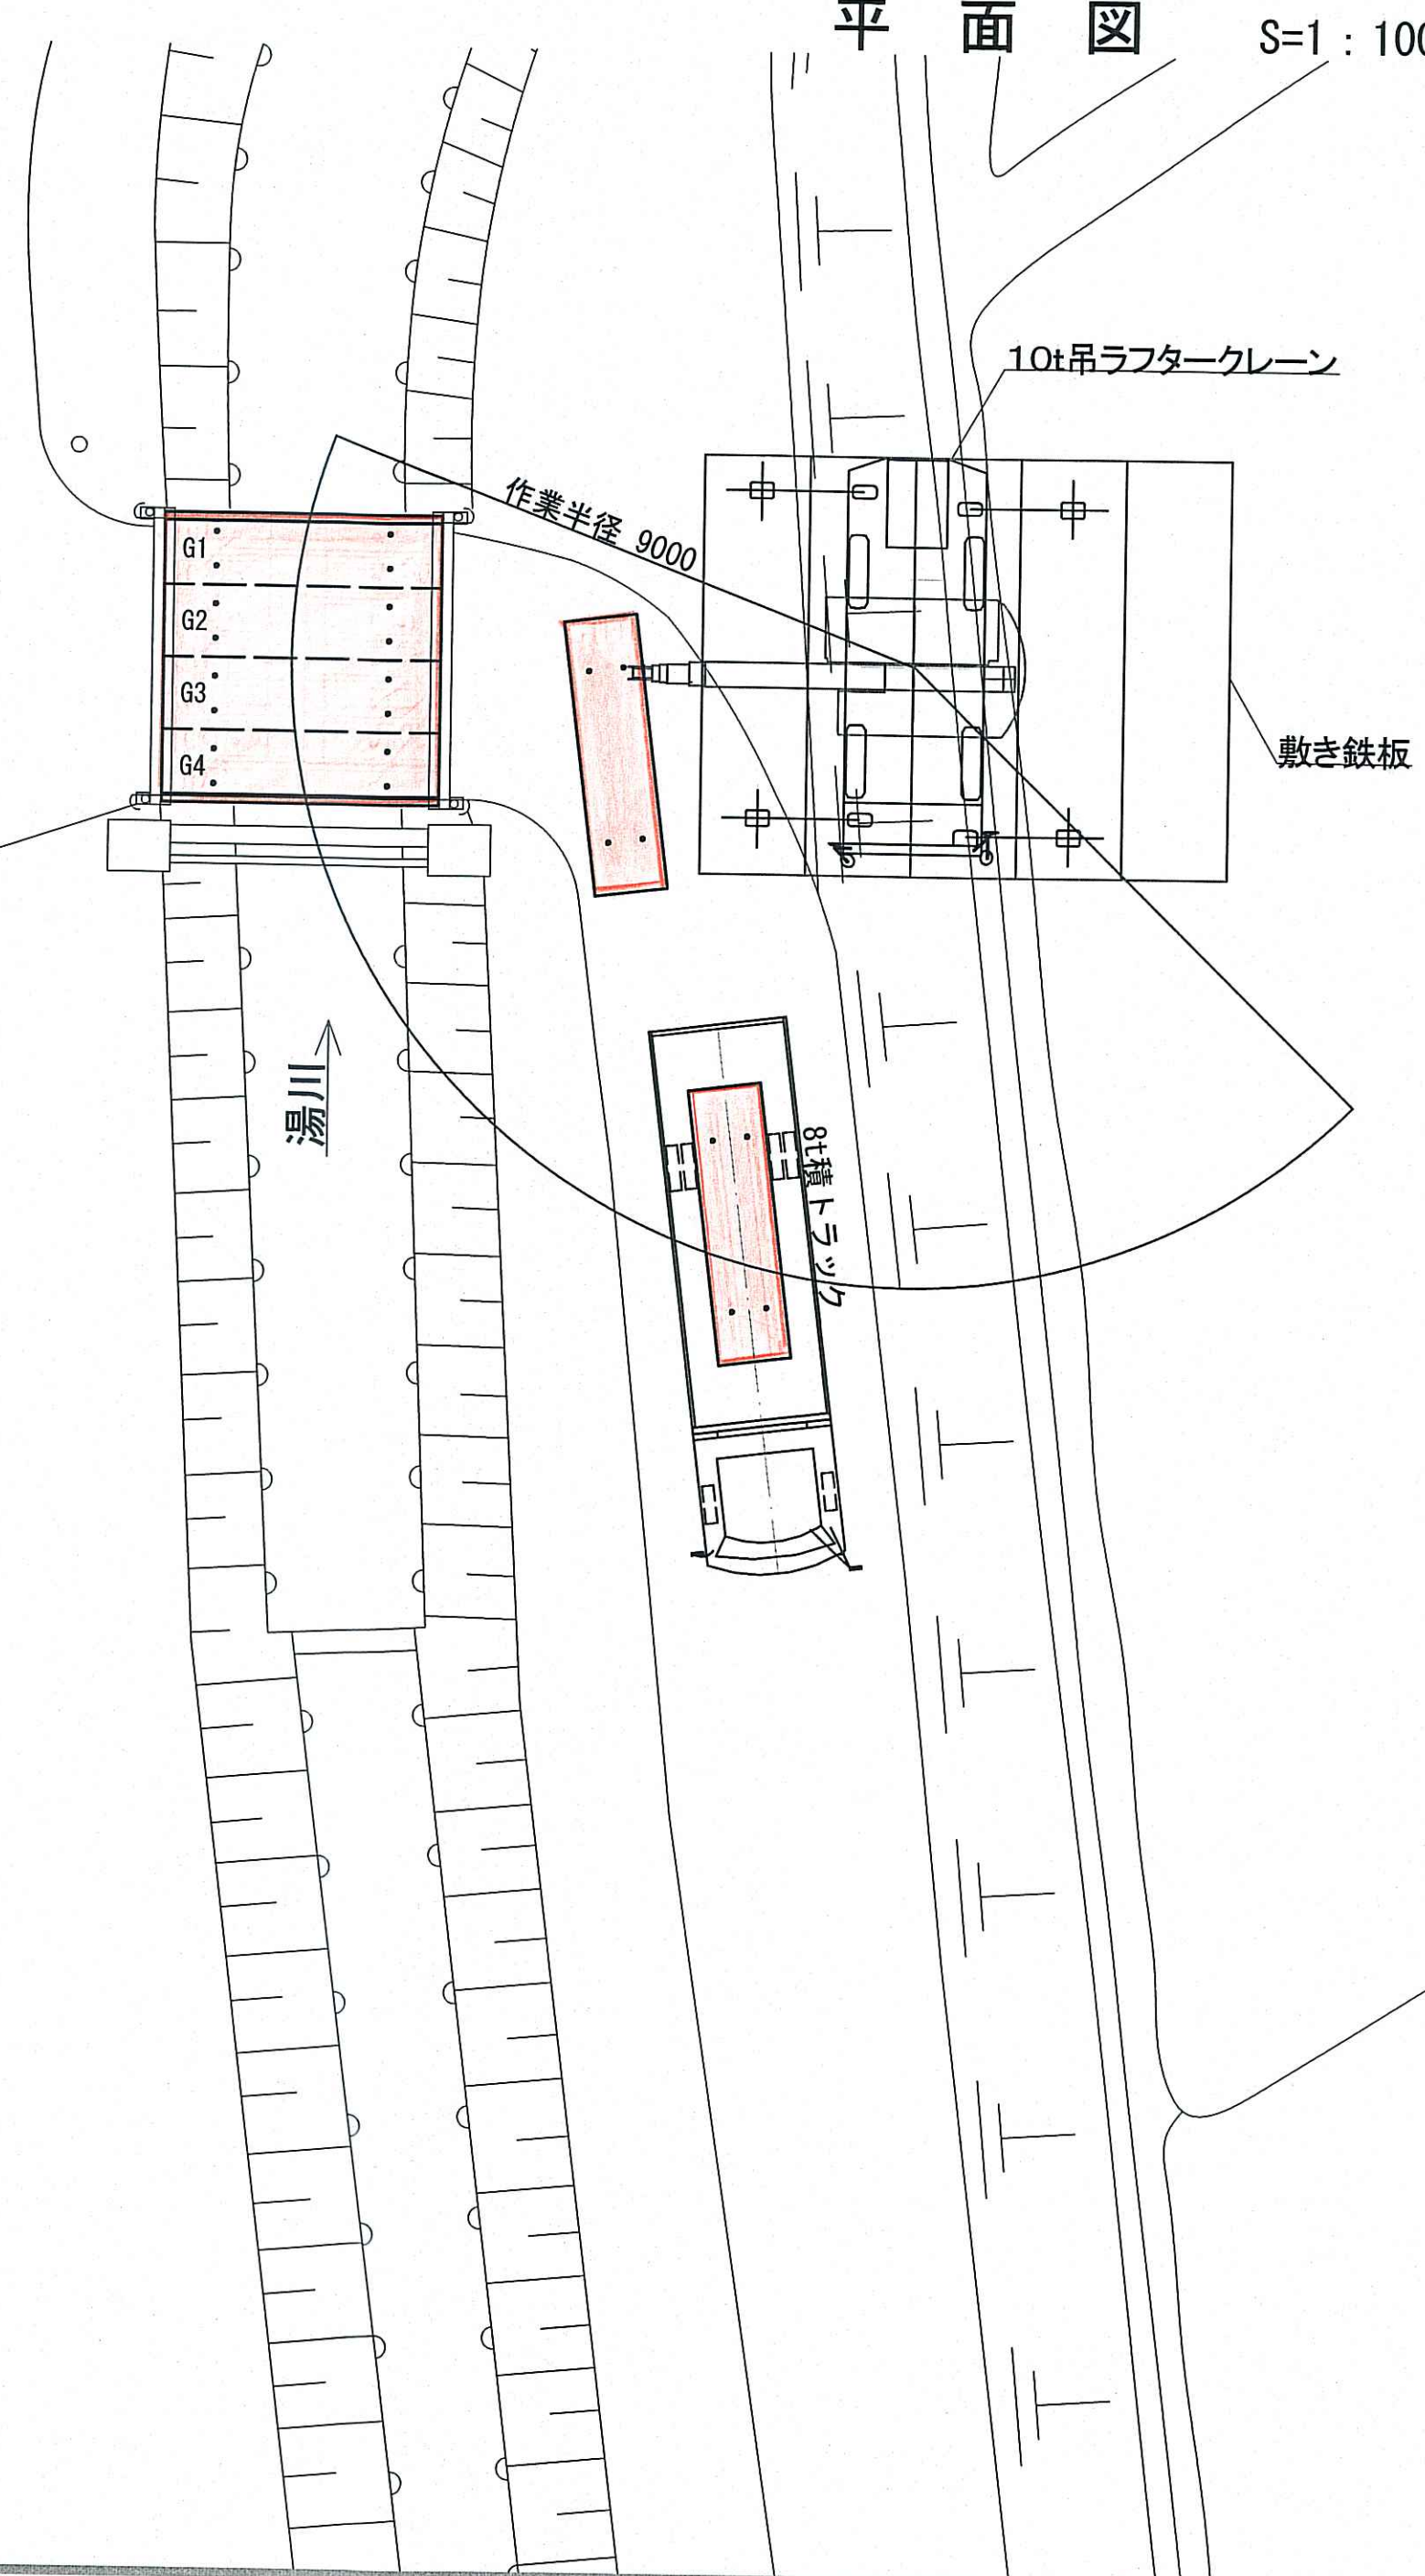 平面図 S=1:100
10t吊ラフタークレーン
作業半径 9000
G1
G2
G3
G4
敷き鉄板
湯川
8t積トラック